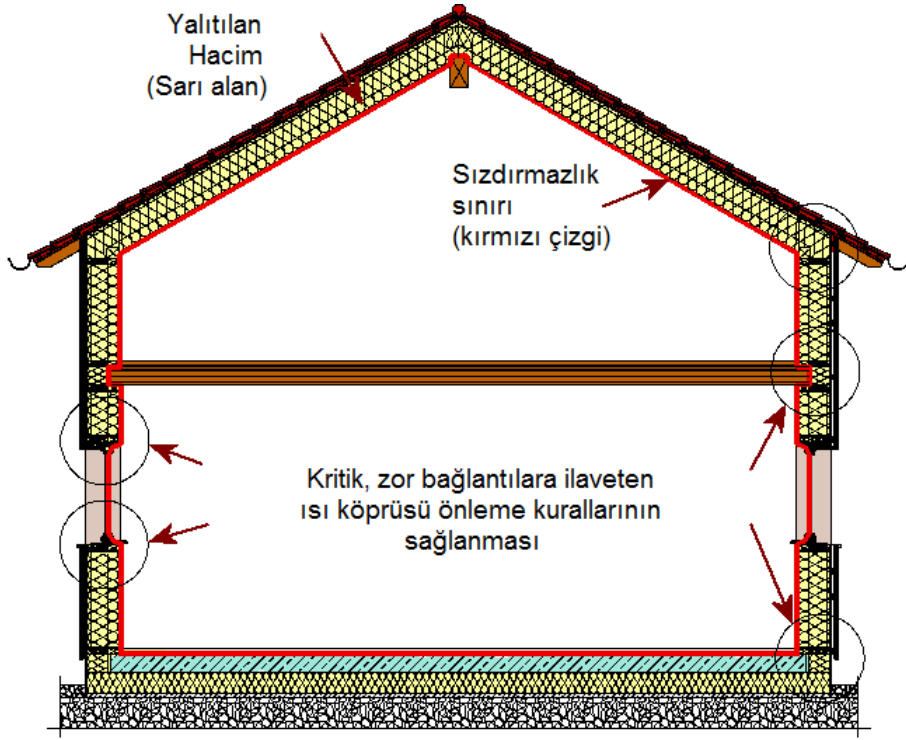 Yalıtılan
Hacim
(Sarı alan)
Sızdırmazlık
sınırı
(kırmızı çizgi)
Kritik, zor bağlantılara ilaveten
ısı köprüsü önleme kurallarının
sağlanması